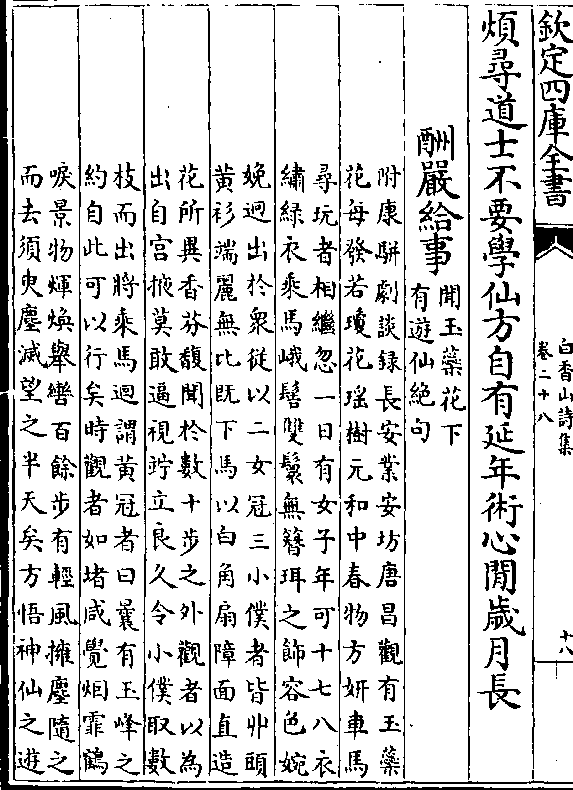 欽定四庫全書
白香山詩集
卷二十八
十八
煩尋道士不要學仙方自有延年術心閒歲月長
酬嚴給事
聞玉蘂花下
有遊仙絶句
附康駢劇談録長安業安坊唐昌觀有玉蘂
花每發若瓊花瑶樹元和中春物方妍車馬
尋玩者相繼忽一日有女子年可十七八衣
繡緑衣乘馬峨髻雙鬟無簪珥之飾容色婉
娩迥出於衆從以二女冠三小僕者皆丱頭
黄衫端麗無比既下馬以白角扇障面直造
花所異香芬馥聞於數十步之外觀者以為
出自宫掖莫敢逼視竚立良久令小僕取數
枝而出將乘馬迴謂黄冠者曰曩有玉峰之
約自此可以行矣時觀者如堵咸覺烟霏鶴
唳景物輝煥舉轡百餘步有輕風擁塵隨之
而去須臾塵滅望之半天矣方悟神仙之遊